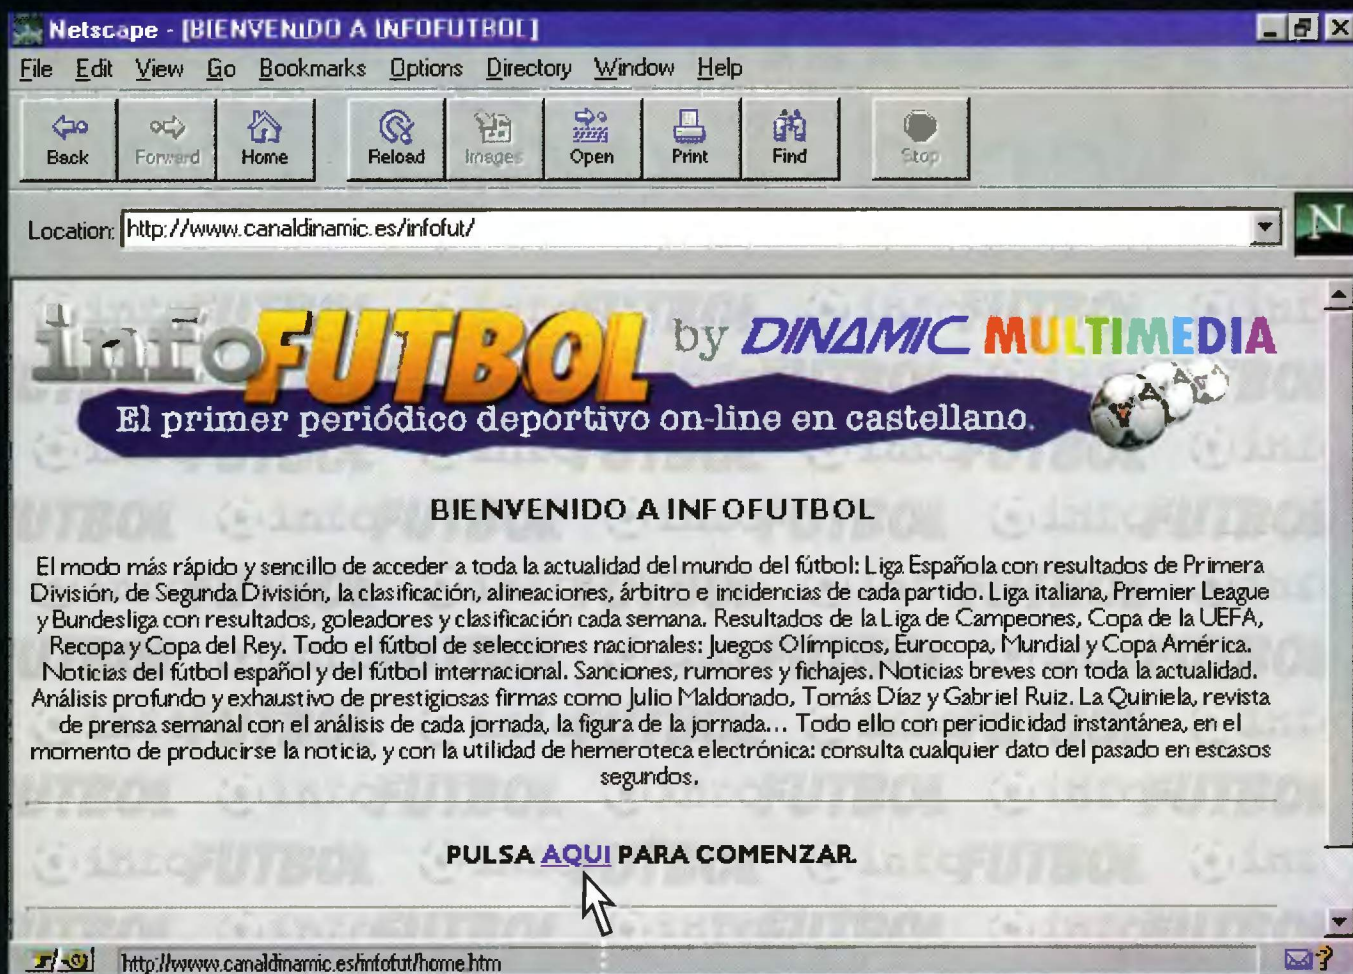 Netscape - [BIENVENIDO A INFOFUTBOL]
File Edit View Go Bookmarks Options Directory Window Help
Back Forward Home Reload Images Open Print Find Stop
Location: http://www.canaldinamic.es/infofut/
N
infoFUTBOL by DINAMIC MULTIMEDIA
El primer periódico deportivo on-line en castellano.
BIENVENIDO A INFOFUTBOL
El modo más rápido y sencillo de acceder a toda la actualidad del mundo del fútbol: Liga Española con resultados de Primera
División, de Segunda División, la clasificación, alineaciones, árbitro e incidencias de cada partido. Liga italiana, Premier League
y Bundesliga con resultados, goleadores y clasificación cada semana. Resultados de la Liga de Campeones, Copa de la UEFA,
Recopa y Copa del Rey. Todo el fútbol de selecciones nacionales: Juegos Olímpicos, Eurocopa, Mundial y Copa América.
Noticias del fútbol español y del fútbol internacional. Sanciones, rumores y fichajes. Noticias breves con toda la actualidad.
Análisis profundo y exhaustivo de prestigiosas firmas como Julio Maldonado, Tomás Díaz y Gabriel Ruiz. La Quiniela, revista
de prensa semanal con el análisis de cada jornada, la figura de la jornada... Todo ello con periodicidad instantánea, en el
momento de producirse la noticia, y con la utilidad de hemeroteca electrónica: consulta cualquier dato del pasado en escasos
segundos.
PULSA AQUI PARA COMENZAR.
http://www.canaldinamic.es/infofut/home.htm